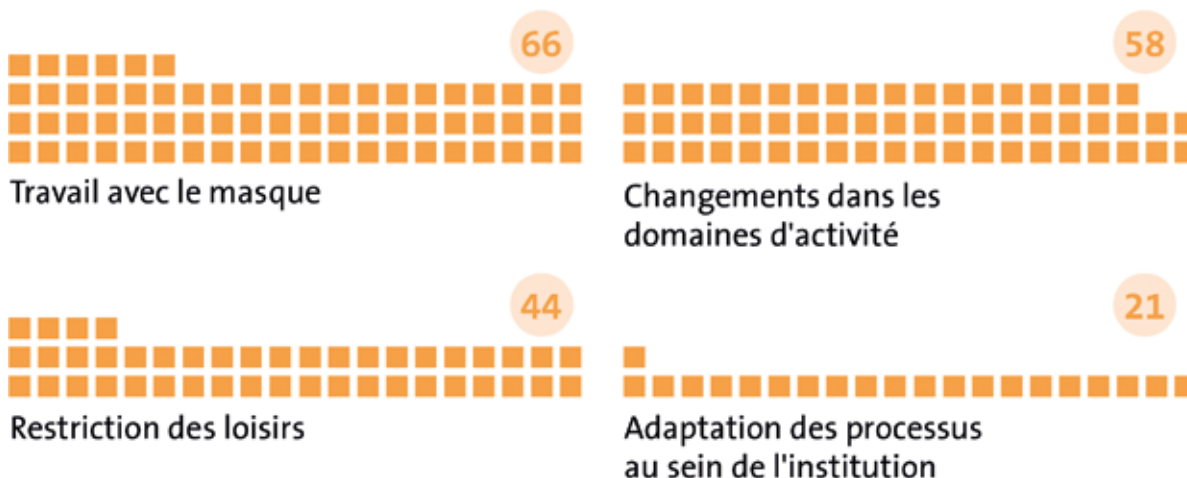 66
Travail avec le masque
58
Changements dans les
domaines d'activité
44
Restriction des loisirs
21
Adaptation des processus
au sein de l'institution